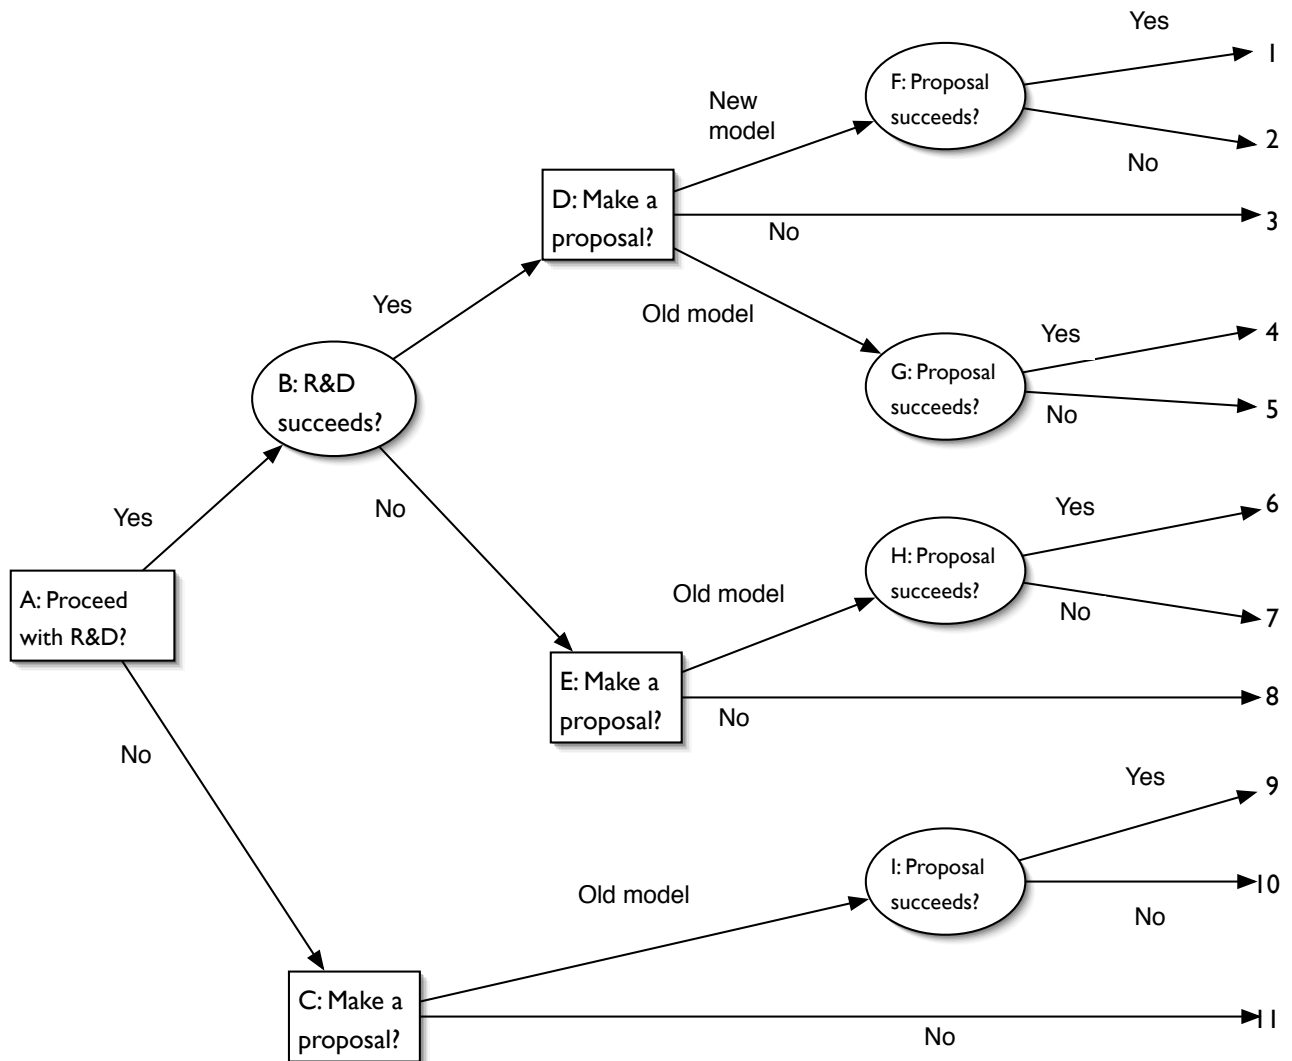 Yes
1
F: Proposal
succeeds?
New
model
2
No
D: Make a
proposal?
No
3
Yes
Old model
Yes
4
G: Proposal
succeeds?
No
5
B: R&D
succeeds?
No
Yes
6
Yes
H: Proposal
succeeds?
Old model
No
7
A: Proceed
with R&D?
E: Make a
proposal?
No
8
No
Yes
9
I: Proposal
succeeds?
Old model
10
No
C: Make a
proposal?
No
11